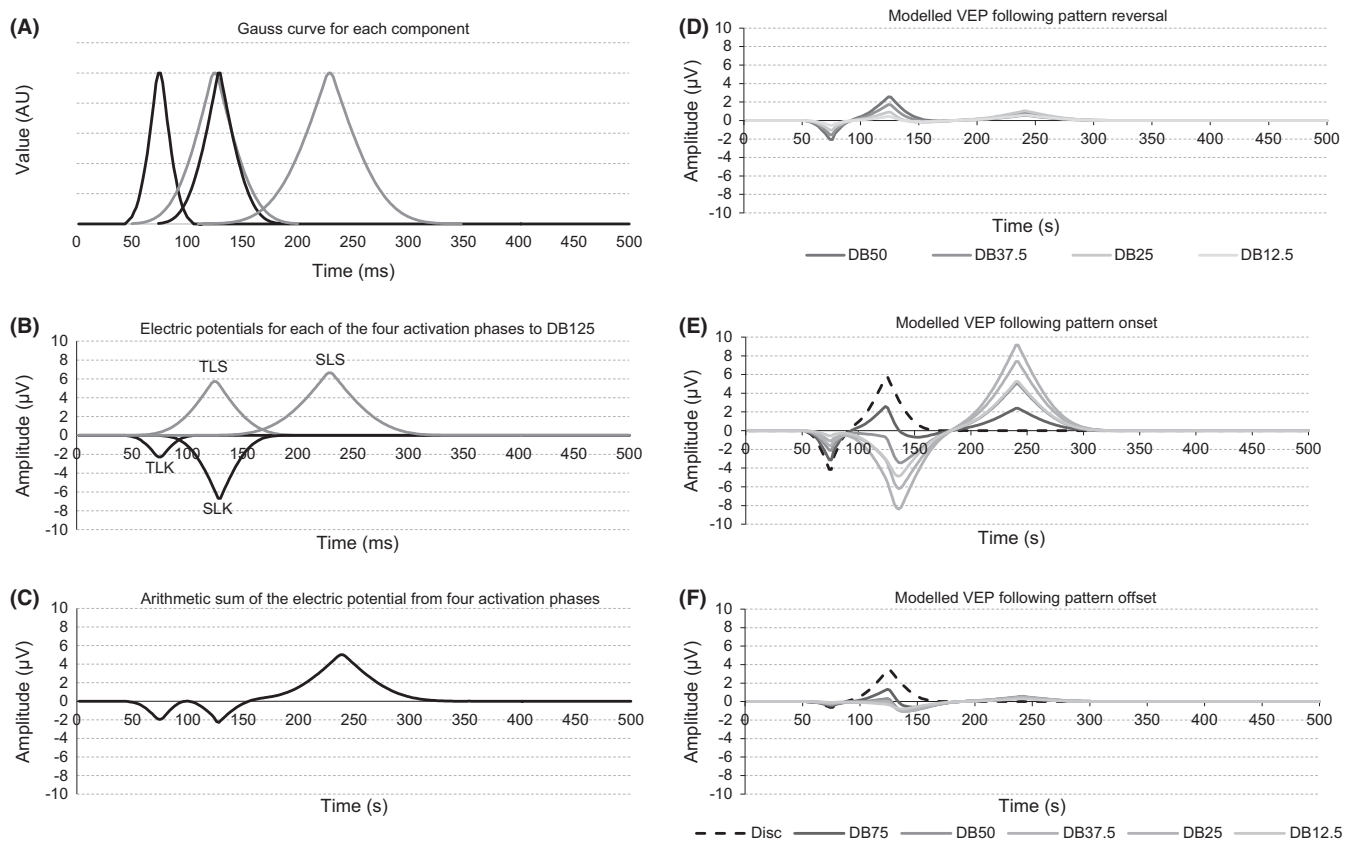 (A)
Gauss curve for each component
Value (AU)
0 50 100 150 200 250 300 350 400 450 500
Time (ms)
(B)
Electric potentials for each of the four activation phases to DB125
10
8
6
4
2
0
-2
-4
-6
-8
-10
Amplitude (µV)
TLS
SLS
TLK
SLK
0 50 100 150 200 250 300 350 400 450 500
Time (ms)
(C)
Arithmetic sum of the electric potential from four activation phases
10
8
6
4
2
0
-2
-4
-6
-8
-10
Amplitude (µV)
0 50 100 150 200 250 300 350 400 450 500
Time (s)
(D)
Modelled VEP following pattern reversal
10
8
6
4
2
0
-2
-4
-6
-8
-10
Amplitude (µV)
0 50 100 150 200 250 300 350 400 450 500
Time (s)
DB50 DB37.5 DB25 DB12.5
(E)
Modelled VEP following pattern onset
10
8
6
4
2
0
-2
-4
-6
-8
-10
Amplitude (µV)
0 50 100 150 200 250 300 350 400 450 500
Time (s)
(F)
Modelled VEP following pattern offset
10
8
6
4
2
0
-2
-4
-6
-8
-10
Amplitude (µV)
0 50 100 150 200 250 300 350 400 450 500
Time (s)
Disc DB75 DB50 DB37.5 DB25 DB12.5